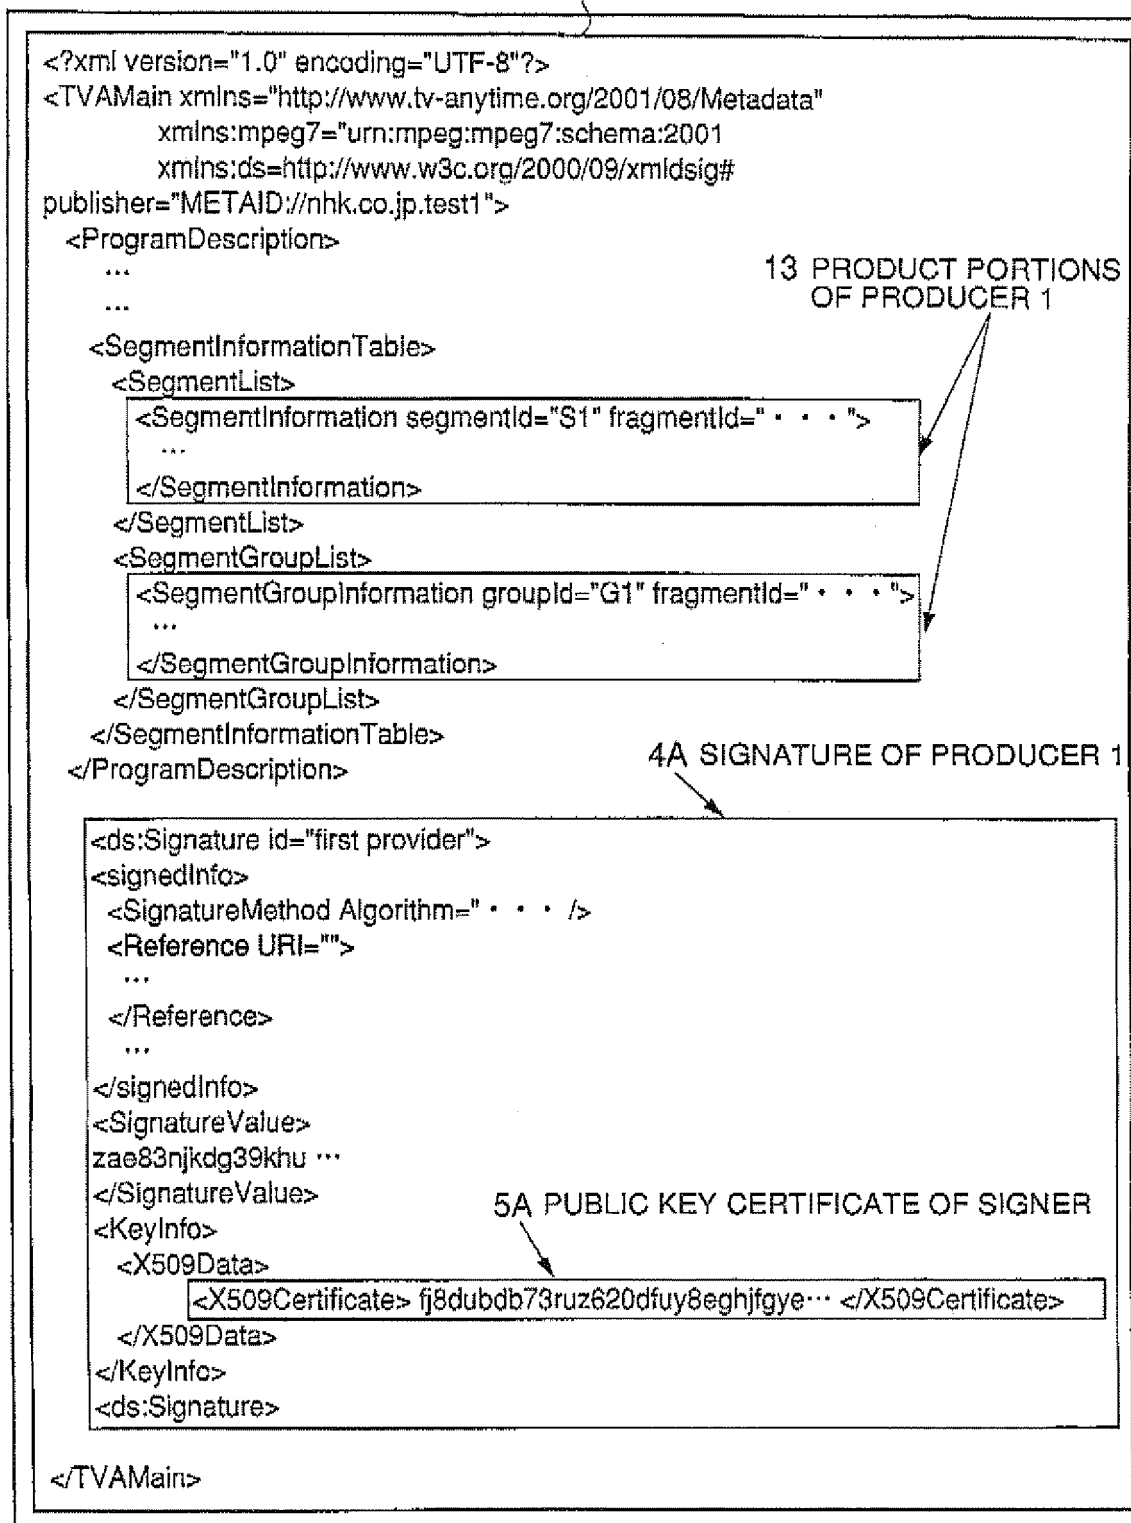 <?xml version="1.0" encoding="UTF-8"?>
<TVAMain xmlns="http://www.tv-anytime.org/2001/08/Metadata"
xmlns:mpeg7="urn:mpeg:mpeg7:schema:2001
xmlns:ds=http://www.w3c.org/2000/09/xmldsig#
publisher="METAID://nhk.co.jp.test1">
<ProgramDescription>
...
...
13 PRODUCT PORTIONS
OF PRODUCER 1
<SegmentInformationTable>
<SegmentList>
<SegmentInformation segmentId="S1" fragmentId=" · · · ">
...
</SegmentInformation>
</SegmentList>
<SegmentGroupList>
<SegmentGroupInformation groupId="G1" fragmentId=" · · · ">
...
</SegmentGroupInformation>
</SegmentGroupList>
</SegmentInformationTable>
</ProgramDescription>
4A SIGNATURE OF PRODUCER 1
<ds:Signature id="first provider">
<signedInfo>
<SignatureMethod Algorithm=" · · · />
<Reference URI="">
...
</Reference>
...
</signedInfo>
<SignatureValue>
zae83njkdg39khu ···
</SignatureValue>
5A PUBLIC KEY CERTIFICATE OF SIGNER
<KeyInfo>
<X509Data>
<X509Certificate> fj8dubdb73ruz620dfuy8eghjfgye··· </X509Certificate>
</X509Data>
</KeyInfo>
<ds:Signature>
</TVAMain>